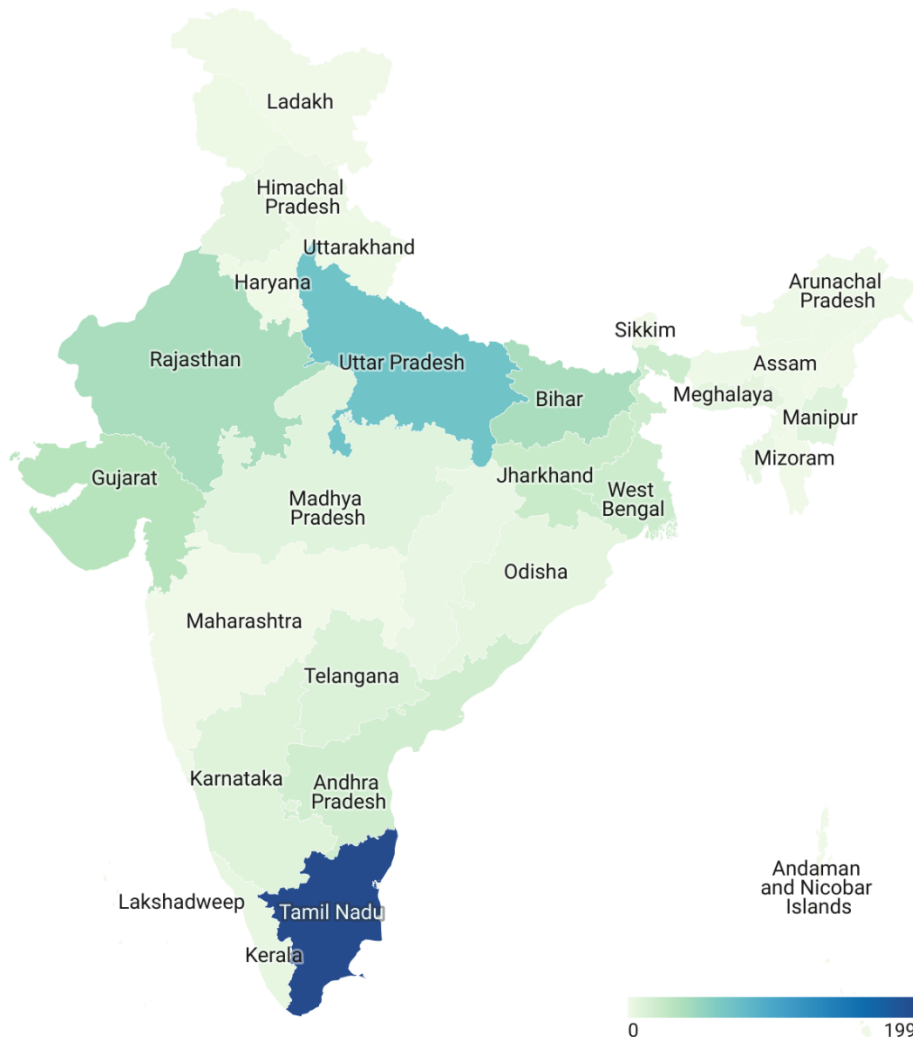 Ladakh
Himachal
Pradesh
Uttarakhand
Haryana
Arunachal
Pradesh
Sikkim
Rajasthan
Uttar Pradesh
Assam
Meghalaya
Bihar
Manipur
Mizoram
Gujarat
Jharkhand
Madhya
Pradesh
West
Bengal
Odisha
Maharashtra
Telangana
Karnataka
Andhra
Pradesh
Andaman
and Nicobar
Islands
Lakshadweep
Tamil Nadu
Kerala
0
199